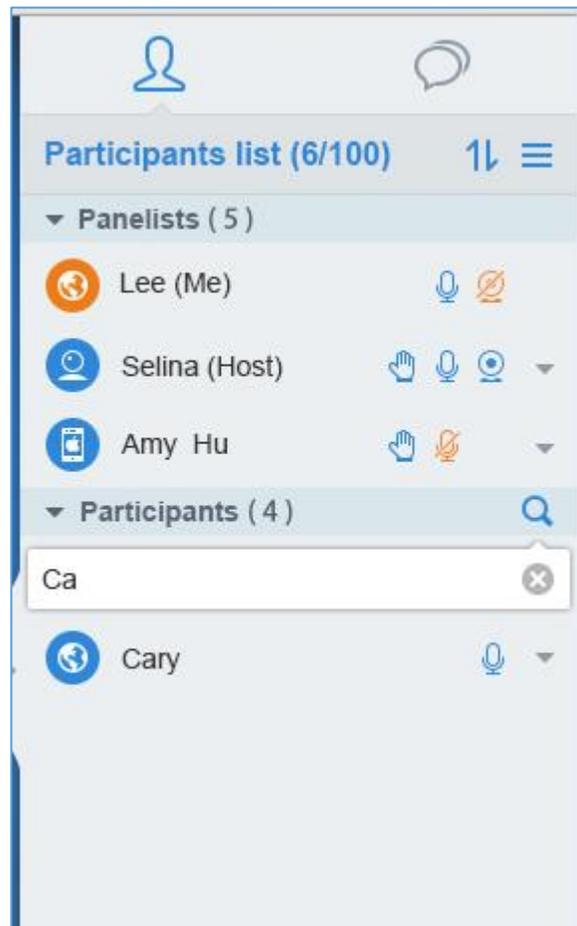 Participants list (6/100)
Panelists ( 5 )
Lee (Me)
Selina (Host)
Amy Hu
Participants ( 4 )
Ca
Cary